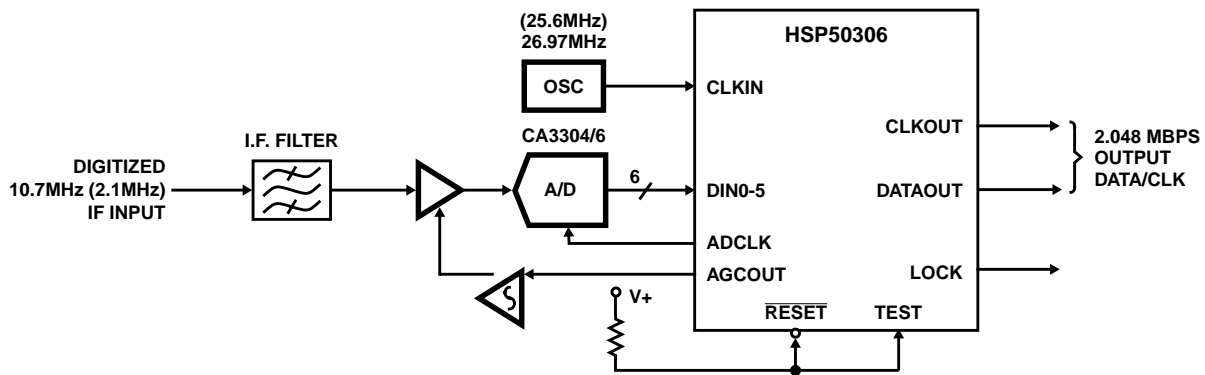 (25.6MHz)
26.97MHz
OSC
HSP50306
CLKIN
CLKOUT
2.048 MBPS
OUTPUT
DATA/CLK
I.F. FILTER
CA3304/6
DIGITIZED
10.7MHz (2.1MHz)
IF INPUT
A/D
6
DIN0-5
DATAOUT
ADCLK
AGCOUT
LOCK
V+
RESET
TEST